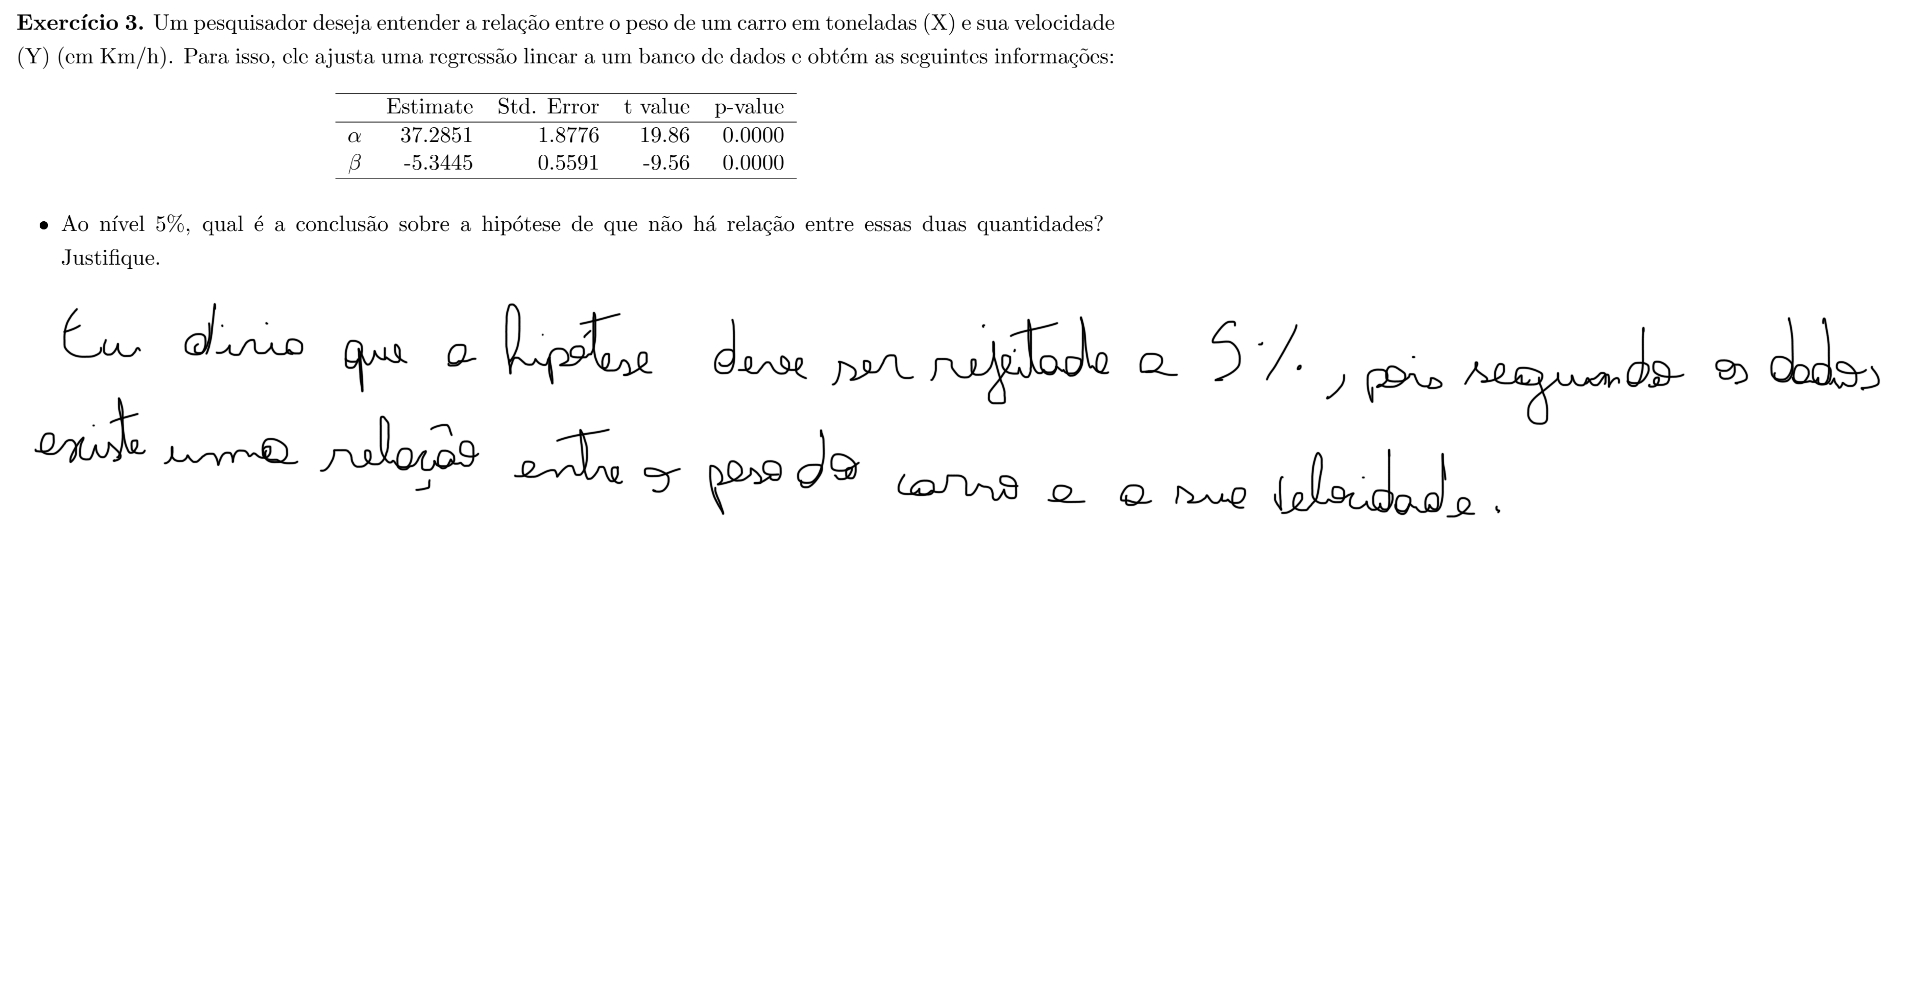 Exercício 3. Um pesquisador deseja entender a relação entre o peso de um carro em toneladas (X) e sua velocidade
(Y) (em Km/h). Para isso, ele ajusta uma regressão linear a um banco de dados e obtém as seguintes informações:
Estimate Std. Error t value p-value
α 37.2851 1.8776 19.86 0.0000
β -5.3445 0.5591 -9.56 0.0000
• Ao nível 5%, qual é a conclusão sobre a hipótese de que não há relação entre essas duas quantidades?
Justifique.
Eu diria que a hipótese deve ser rejeitada a 5%, pois segundo os dados
existe uma relação entre o peso do carro e a sua velocidade.